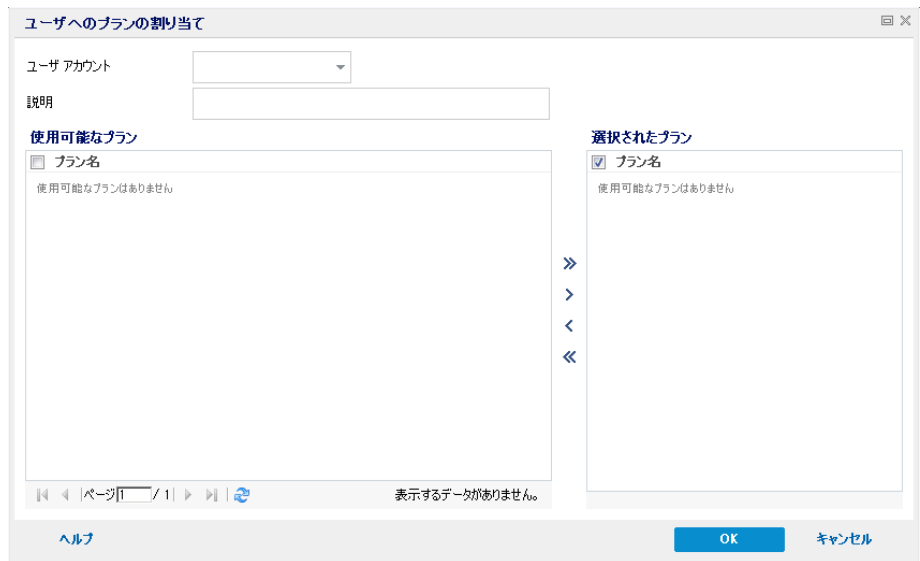 ユーザへのプランの割り当て
ユーザ アカウント
説明
使用可能なプラン
選択されたプラン
プラン名
プラン名
使用可能なプランはありません
使用可能なプランはありません
ページ 1 / 1
表示するデータがありません。
ヘルプ
OK
キャンセル